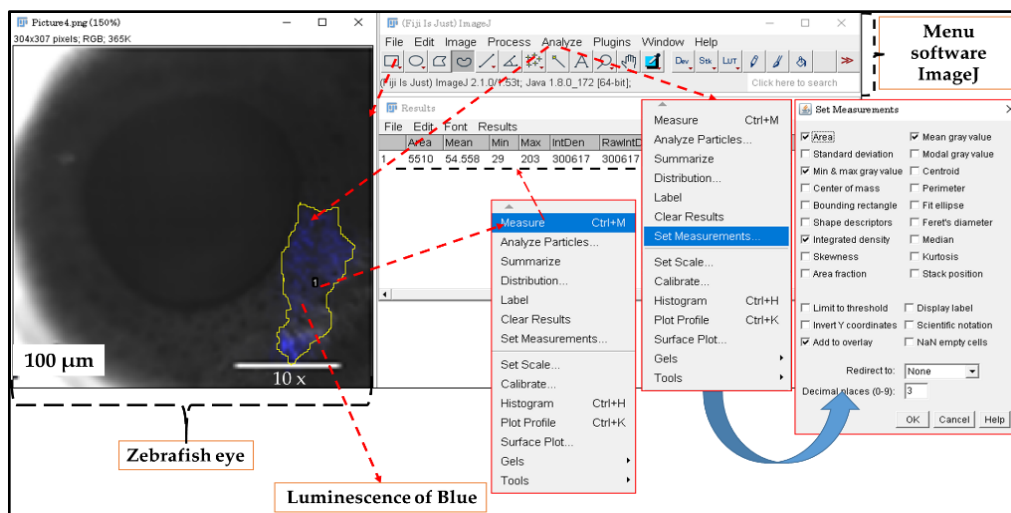 Picture4.png (150%)
304x307 pixels; RGB; 365K
1
100 µm
10 x
Zebrafish eye
Luminescence of Blue
(Fiji Is Just) ImageJ
File Edit Image Process Analyze Plugins Window Help
Dev Stk LUT
(Fiji Is Just) ImageJ 2.1.0/1.53t; Java 1.8.0_172 [64-bit];
Click here to search
Menu
software
ImageJ
Results
File Edit Font Results
Area Mean Min Max IntDen RawIntD
1 5510 54.558 29 203 300617 300617
Measure Ctrl+M
Analyze Particles...
Summarize
Distribution...
Label
Clear Results
Set Measurements...
Set Scale...
Calibrate...
Histogram Ctrl+H
Plot Profile Ctrl+K
Surface Plot...
Gels
Tools
Measure Ctrl+M
Analyze Particles...
Summarize
Distribution...
Label
Clear Results
Set Measurements...
Set Scale...
Calibrate...
Histogram Ctrl+H
Plot Profile Ctrl+K
Surface Plot...
Gels
Tools
Set Measurements
Area Mean gray value
Standard deviation Modal gray value
Min & max gray value Centroid
Center of mass Perimeter
Bounding rectangle Fit ellipse
Shape descriptors Feret's diameter
Integrated density Median
Skewness Kurtosis
Area fraction Stack position
Limit to threshold Display label
Invert Y coordinates Scientific notation
Add to overlay NaN empty cells
Redirect to: None
Decimal places (0-9): 3
OK Cancel Help